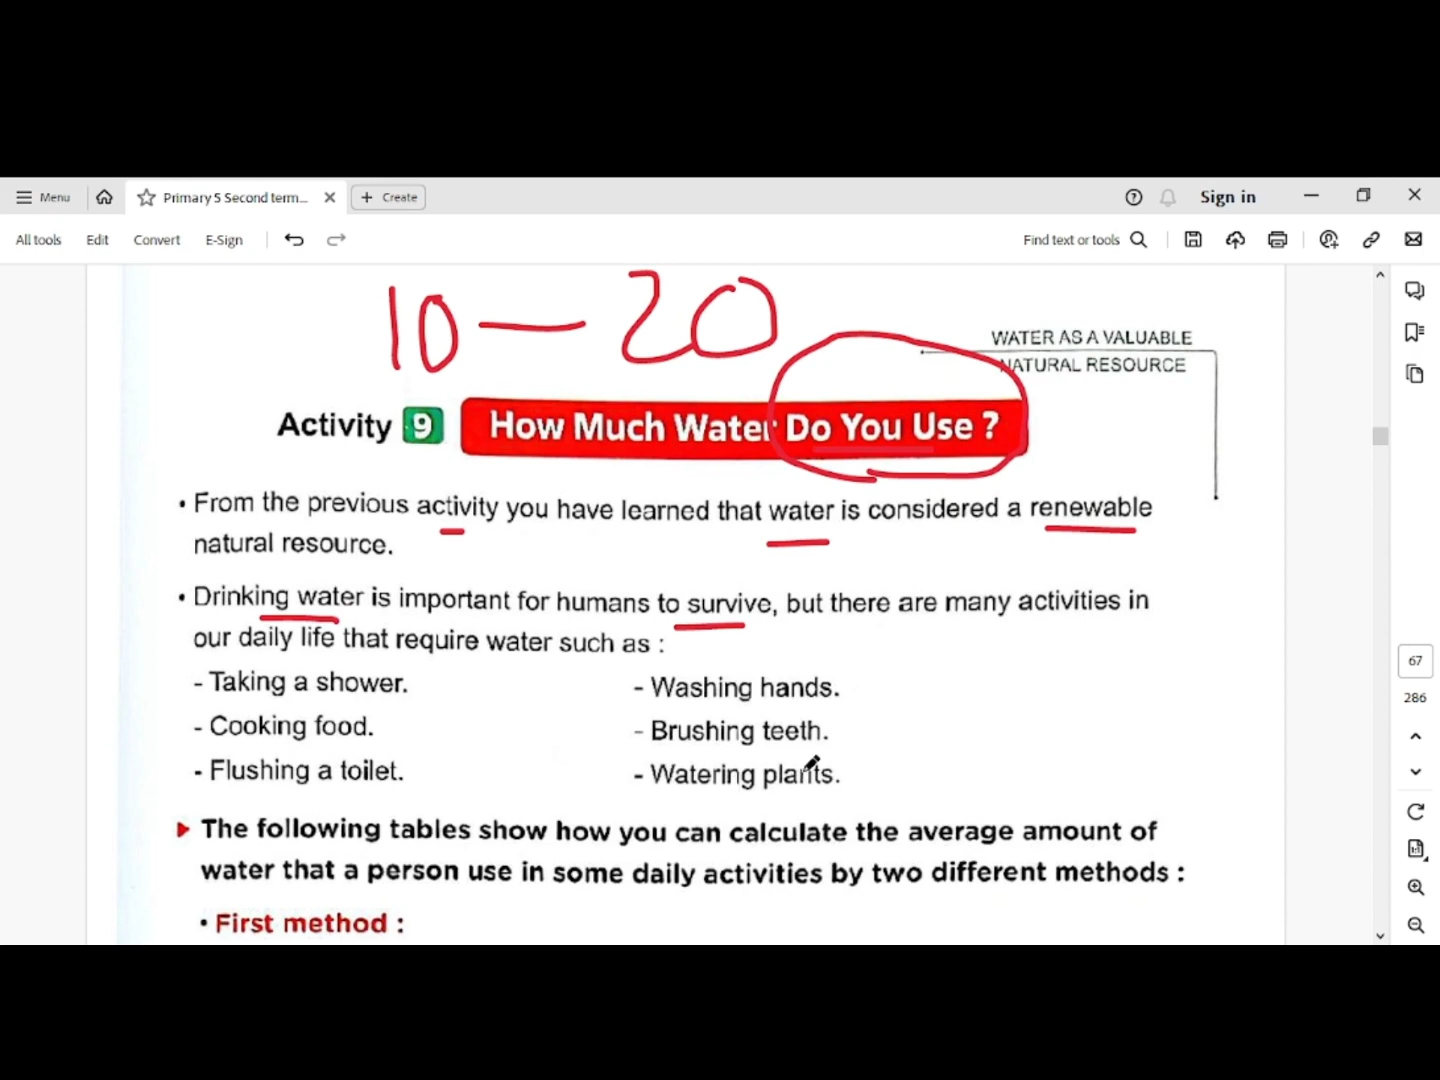 Menu
Primary 5 Second term...
Create
Sign in
All tools
Edit
Convert
E-Sign
Find text or tools
10 — 20
WATER AS A VALUABLE
NATURAL RESOURCE
Activity 9 How Much Water Do You Use ?
• From the previous activity you have learned that water is considered a renewable
natural resource.
• Drinking water is important for humans to survive, but there are many activities in
our daily life that require water such as :
- Taking a shower.
- Washing hands.
- Cooking food.
- Brushing teeth.
- Flushing a toilet.
- Watering plants.
The following tables show how you can calculate the average amount of
water that a person use in some daily activities by two different methods :
• First method :
67
286